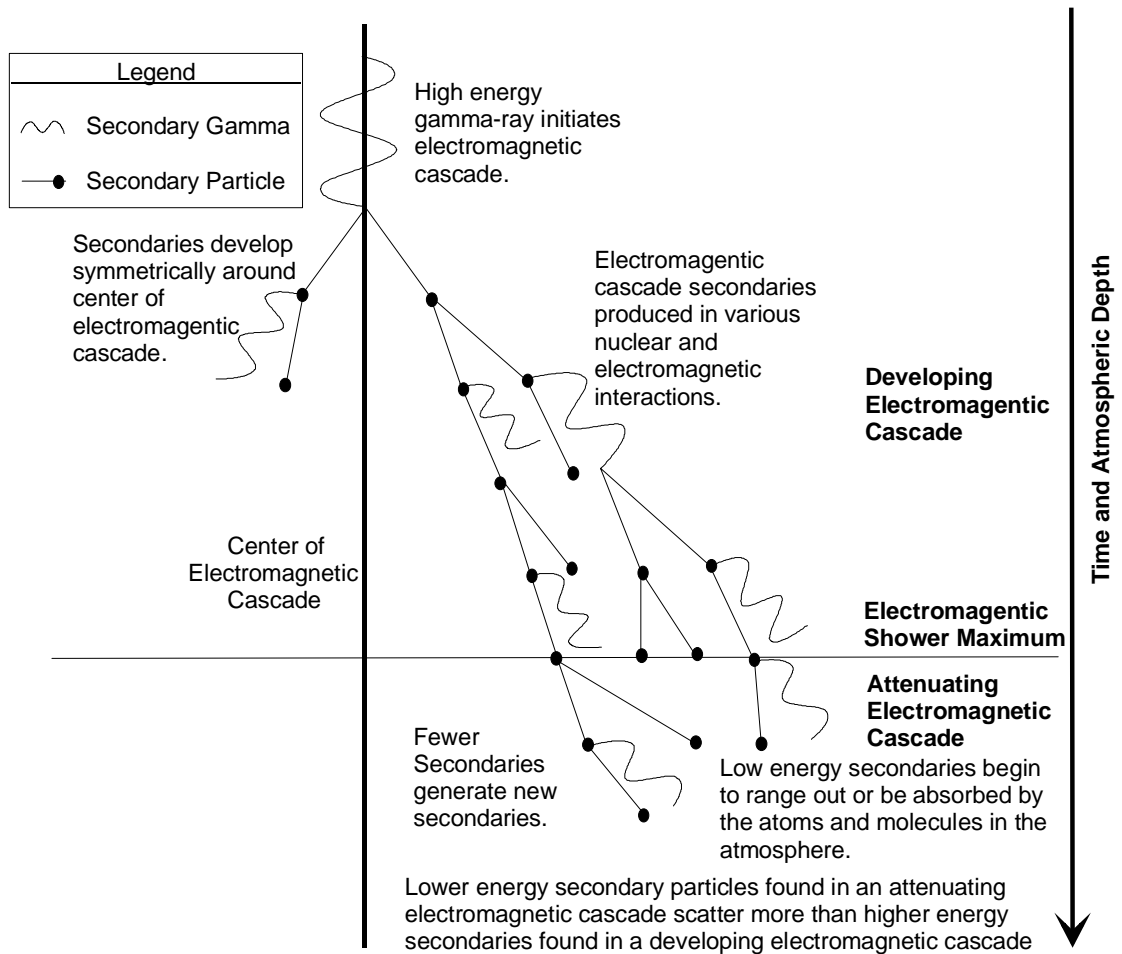 Legend
Secondary Gamma
Secondary Particle
High energy
gamma-ray initiates
electromagnetic
cascade.
Secondaries develop
symmetrically around
center of
electromagentic
cascade.
Electromagentic
cascade secondaries
produced in various
nuclear and
electromagnetic
interactions.
Developing
Electromagentic
Cascade
Time and Atmospheric Depth
Center of
Electromagnetic
Cascade
Electromagentic
Shower Maximum
Attenuating
Electromagnetic
Cascade
Fewer
Secondaries
generate new
secondaries.
Low energy secondaries begin
to range out or be absorbed by
the atoms and molecules in the
atmosphere.
Lower energy secondary particles found in an attenuating
electromagnetic cascade scatter more than higher energy
secondaries found in a developing electromagnetic cascade